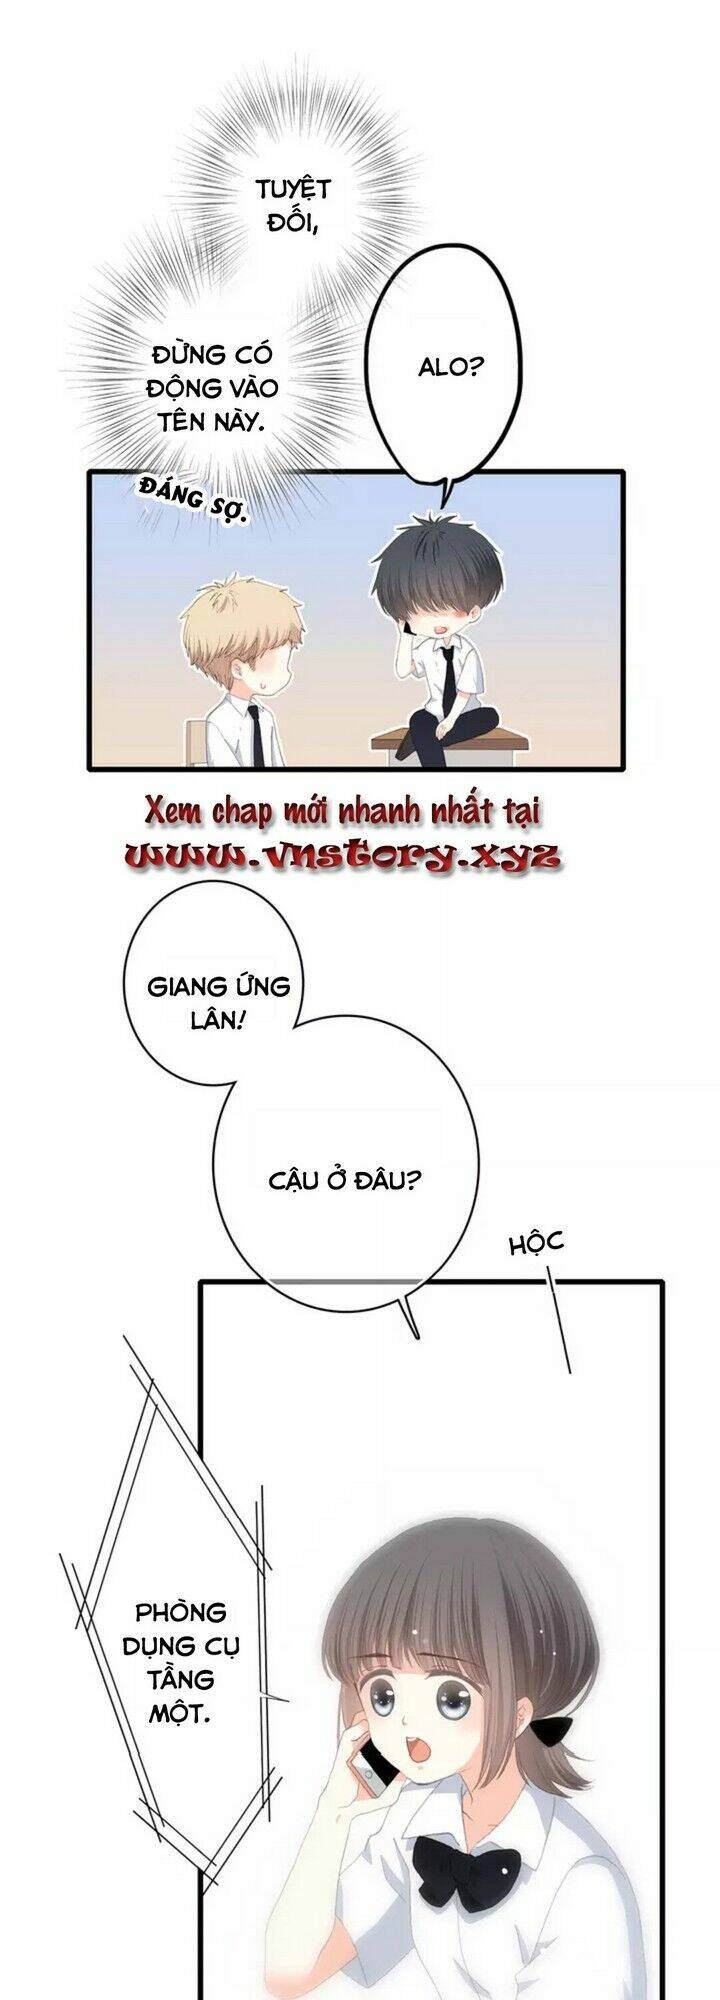 TUYỆT
ĐỐI,
ALO?
ĐỪNG CÓ
ĐỘNG VÀO
TÊN NÀY.
ĐÁNG SỢ.
Xem chap mới nhanh nhất tại
www.vnstory.xyz
GIANG ỨNG
LÂN!
CẬU Ở ĐÂU?
HỘC
PHÒNG
DỤNG CỤ
TẦNG
MỘT.